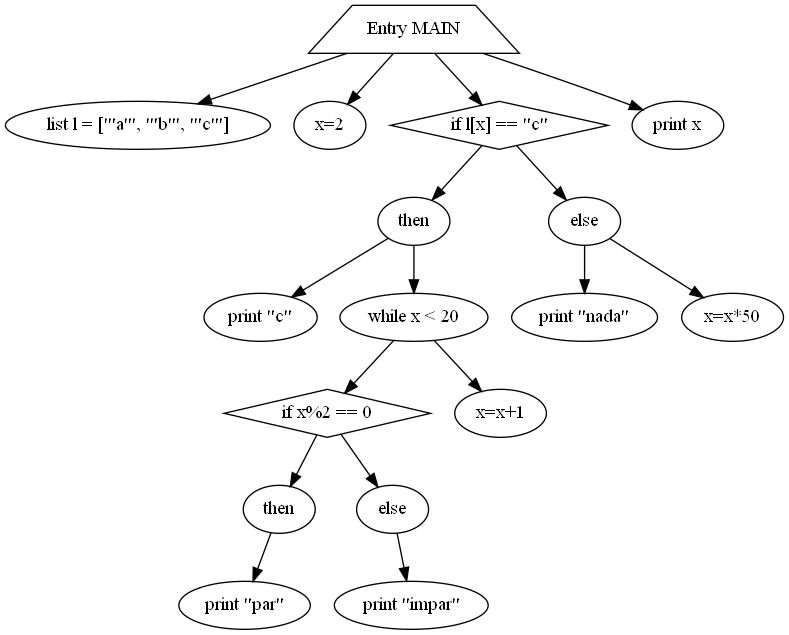 Entry MAIN
list l = ["'a'", "'b'", "'c'"]
x=2
if l[x] == "c"
print x
then
else
print "c"
while x < 20
print "nada"
x=x*50
if x%2 == 0
x=x+1
then
else
print "par"
print "impar"